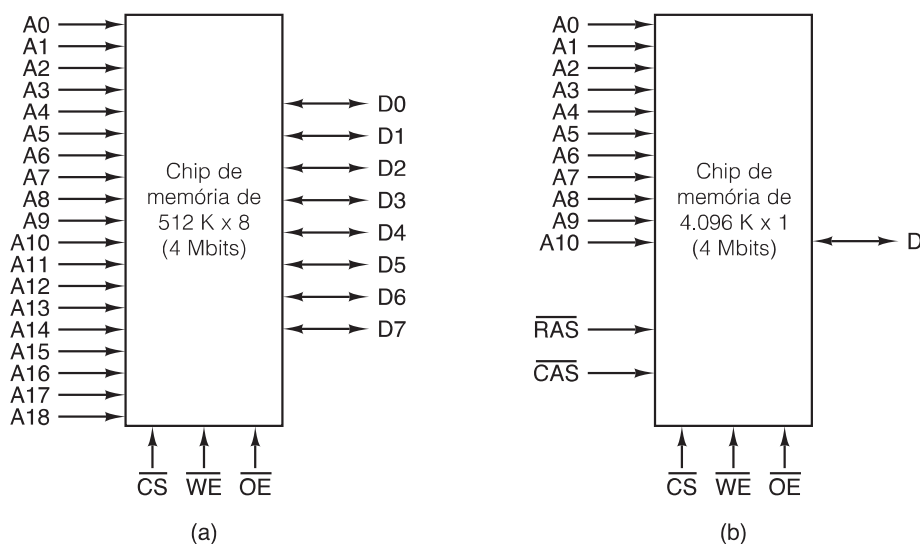 A0
A1
A2
A3
A4
A5
A6
A7
A8
A9
A10
A11
A12
A13
A14
A15
A16
A17
A18
Chip de
memória de
512 K x 8
(4 Mbits)
D0
D1
D2
D3
D4
D5
D6
D7
CS WE OE
(a)
A0
A1
A2
A3
A4
A5
A6
A7
A8
A9
A10
RAS
CAS
Chip de
memória de
4.096 K x 1
(4 Mbits)
D
CS WE OE
(b)